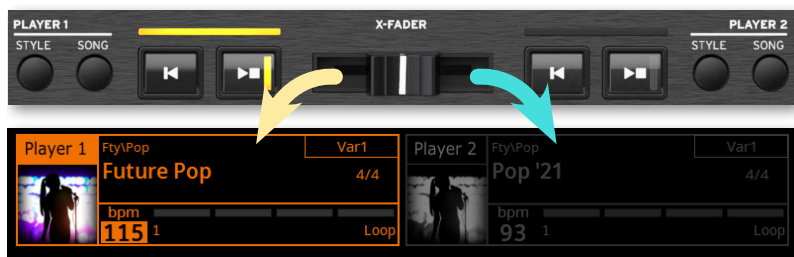 PLAYER 1
X-FADER
PLAYER 2
STYLE SONG
STYLE SONG
Player 1
Fty\Pop
Var1
Future Pop
4/4
bpm
115
1
Loop
Player 2
Fty\Pop
Var1
Pop '21
4/4
bpm
93
1
Loop